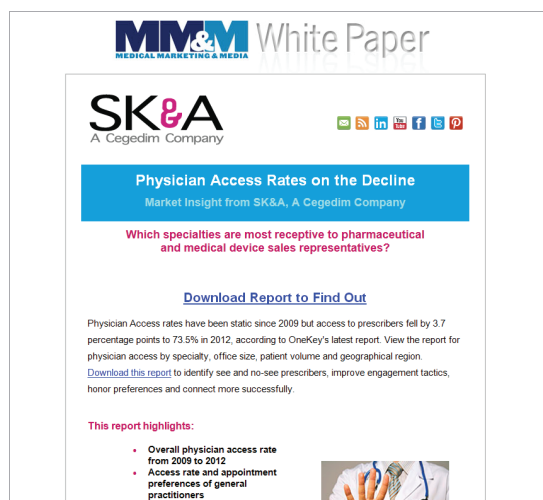 MM&M White Paper
MEDICAL MARKETING & MEDIA
SK&A
A Cegedim Company
You
Tube
Physician Access Rates on the Decline
Market Insight from SK&A, A Cegedim Company
Which specialties are most receptive to pharmaceutical
and medical device sales representatives?
Download Report to Find Out
Physician Access rates have been static since 2009 but access to prescribers fell by 3.7
percentage points to 73.5% in 2012, according to OneKey's latest report. View the report for
physician access by specialty, office size, patient volume and geographical region.
Download this report to identify see and no-see prescribers, improve engagement tactics,
honor preferences and connect more successfully.
This report highlights:
• Overall physician access rate
from 2009 to 2012
• Access rate and appointment
preferences of general
practitioners